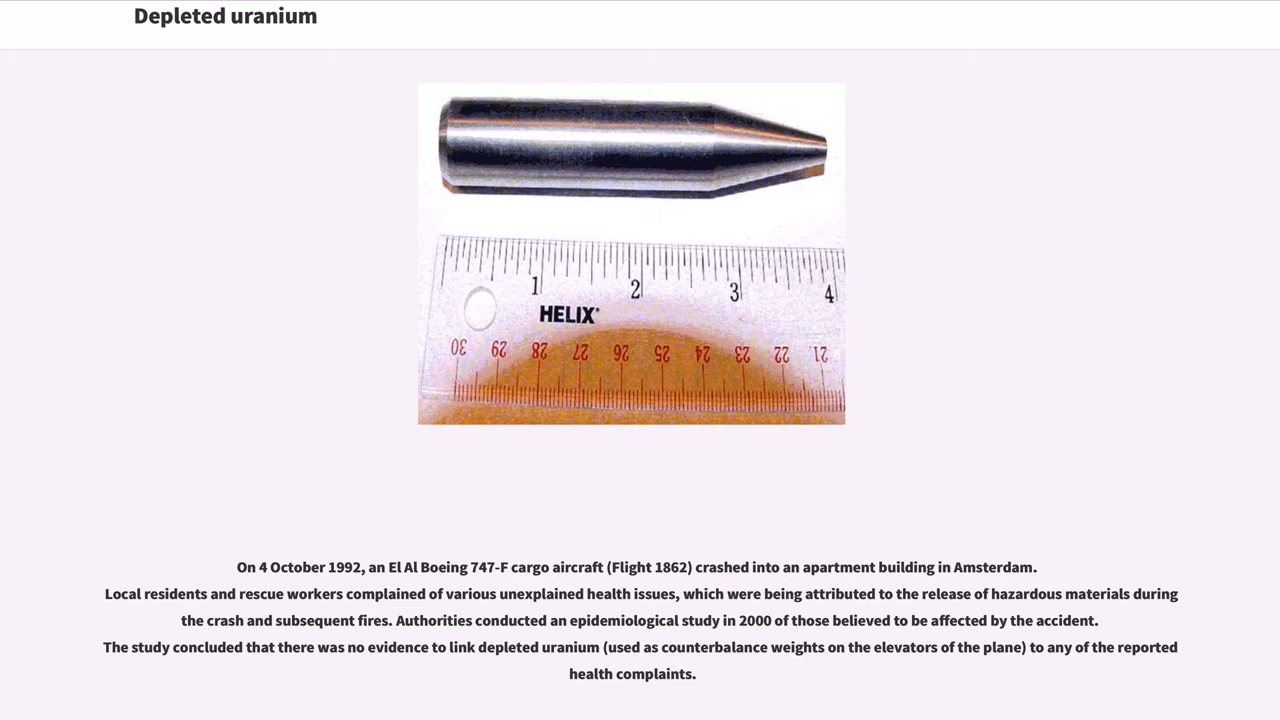 Depleted uranium
1 2 3 4
HELIX
30 29 28 27 26 25 24 23 22 21
On 4 October 1992, an El Al Boeing 747-F cargo aircraft (Flight 1862) crashed into an apartment building in Amsterdam.
Local residents and rescue workers complained of various unexplained health issues, which were being attributed to the release of hazardous materials during
the crash and subsequent fires. Authorities conducted an epidemiological study in 2000 of those believed to be affected by the accident.
The study concluded that there was no evidence to link depleted uranium (used as counterbalance weights on the elevators of the plane) to any of the reported
health complaints.